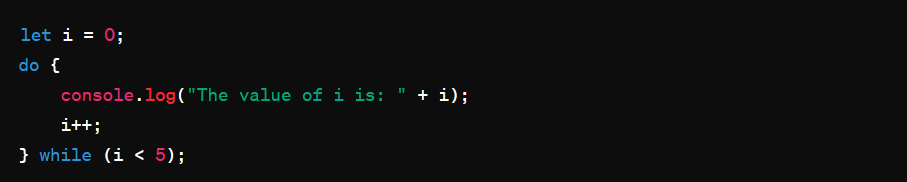 let i = 0;
do {
    console.log("The value of i is: " + i);
    i++;
} while (i < 5);